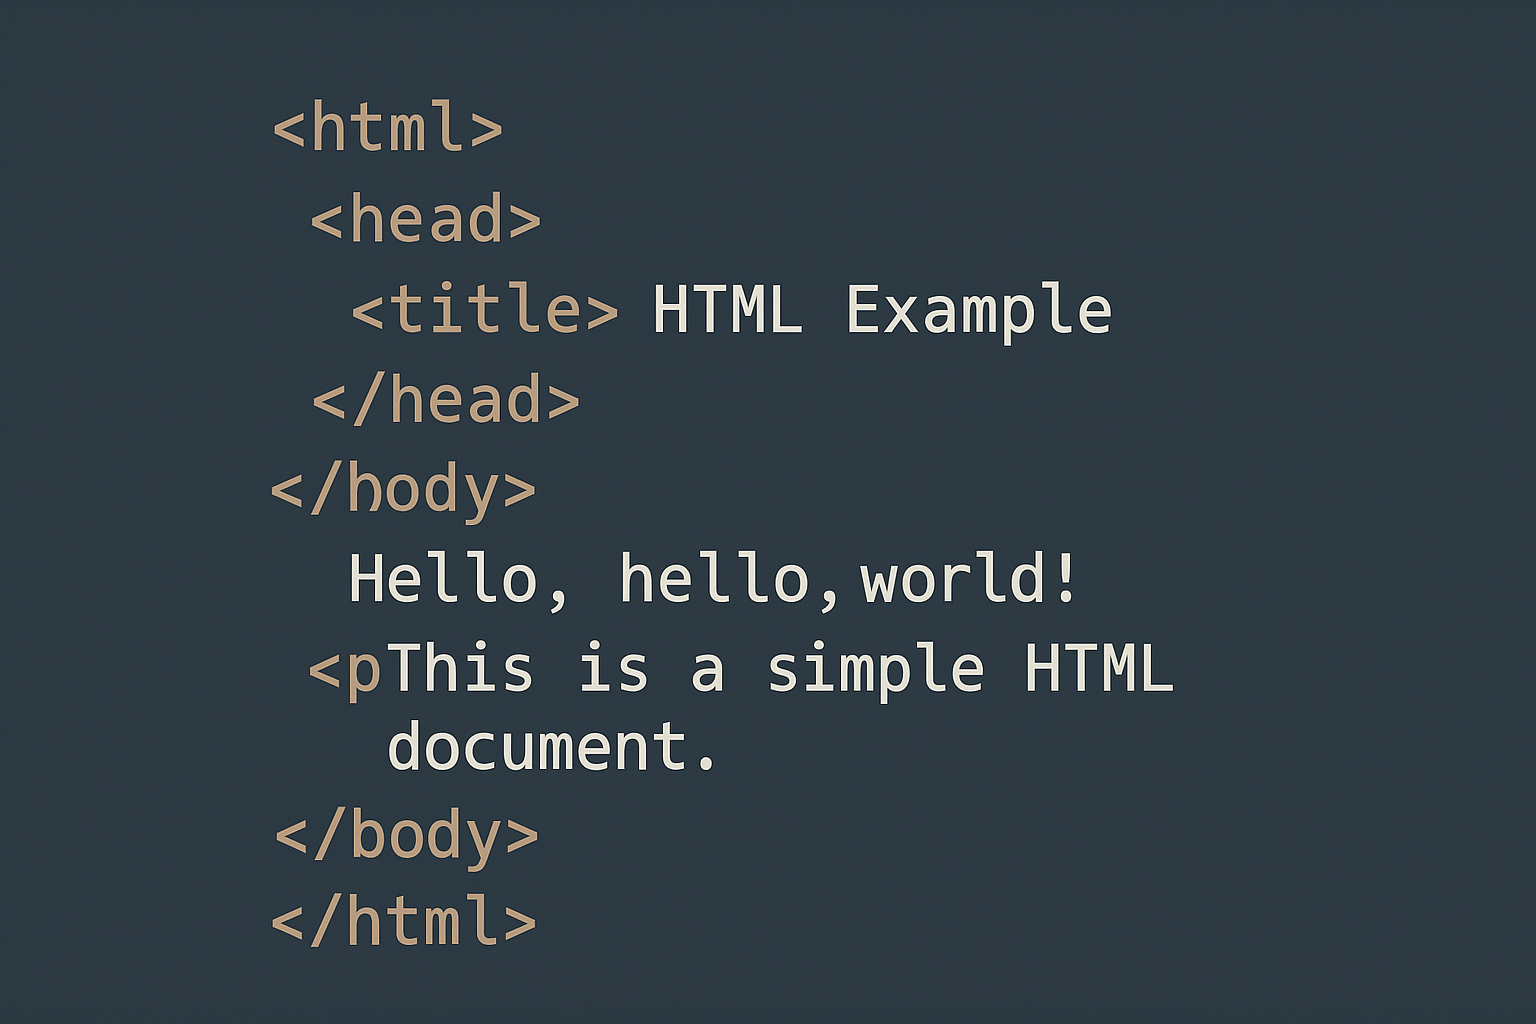 <html>
<head>
<title> HTML Example
</head>
</body>
Hello, hello, world!
<pThis is a simple HTML
document.
</body>
</html>